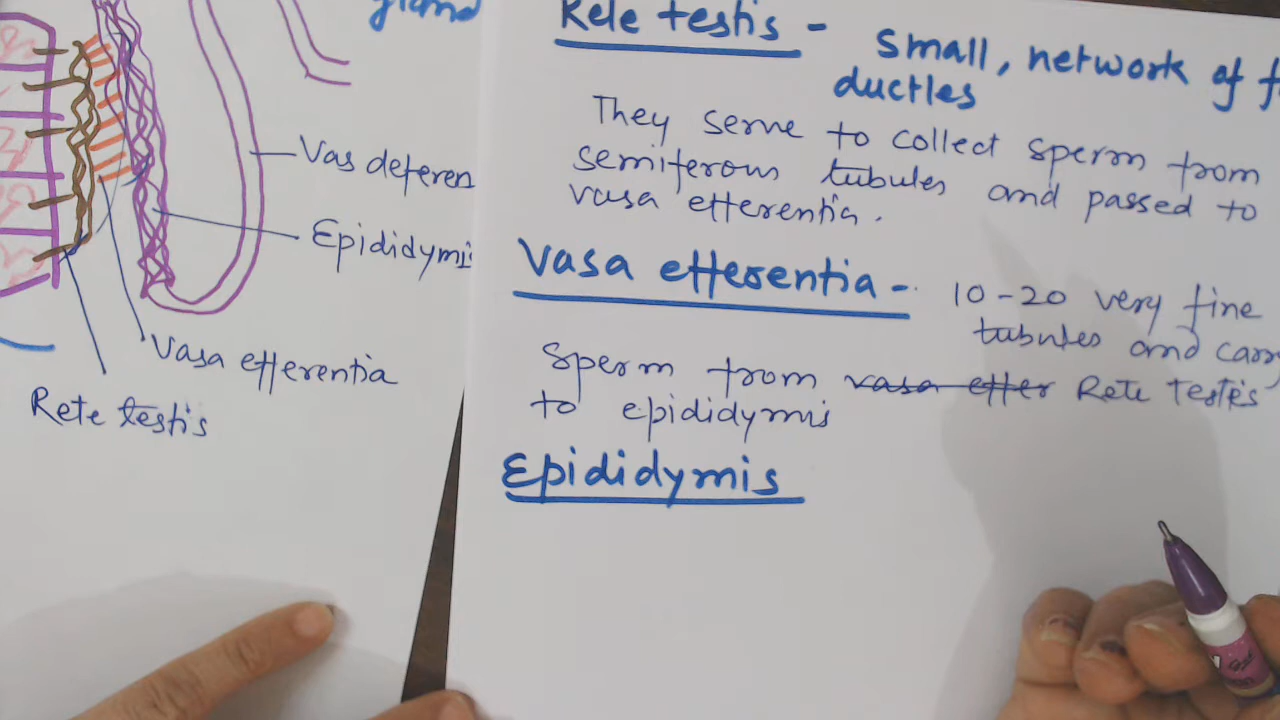 gland
Vas deferen
Epididymis
Vasa efferentia
Rete testis
Rete testis -
Small, network of f
ductles
They serve to collect sperm from
semiferous tubules and passed to
vasa efferentia.
Vasa efferentia -
10-20 very fine
tubules and carry
sperm from vasa effer Rete Testis
to epididymis
Epididymis